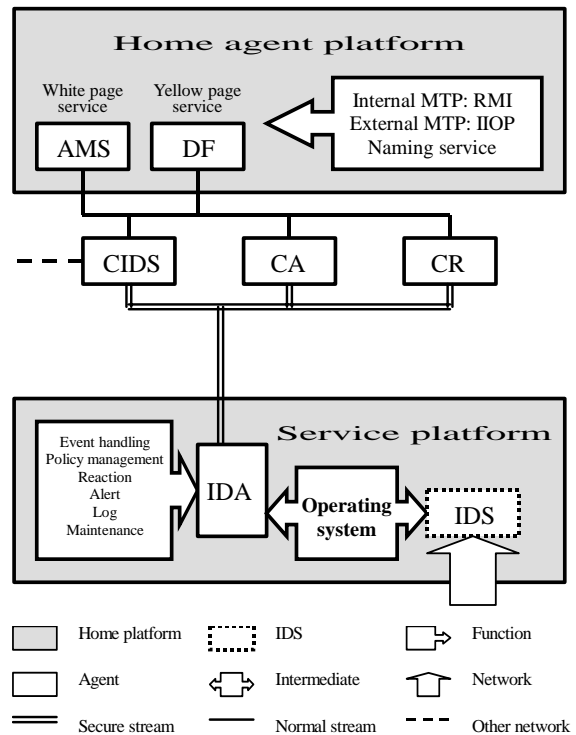 Home agent platform
White page
service
Yellow page
service
AMS
DF
Internal MTP: RMI
External MTP: IIOP
Naming service
CIDS
CA
CR
Service platform
Event handling
Policy management
Reaction
Alert
Log
Maintenance
IDA
Operating
system
IDS
Home platform
IDS
Function
Agent
Intermediate
Network
Secure stream
Normal stream
Other network